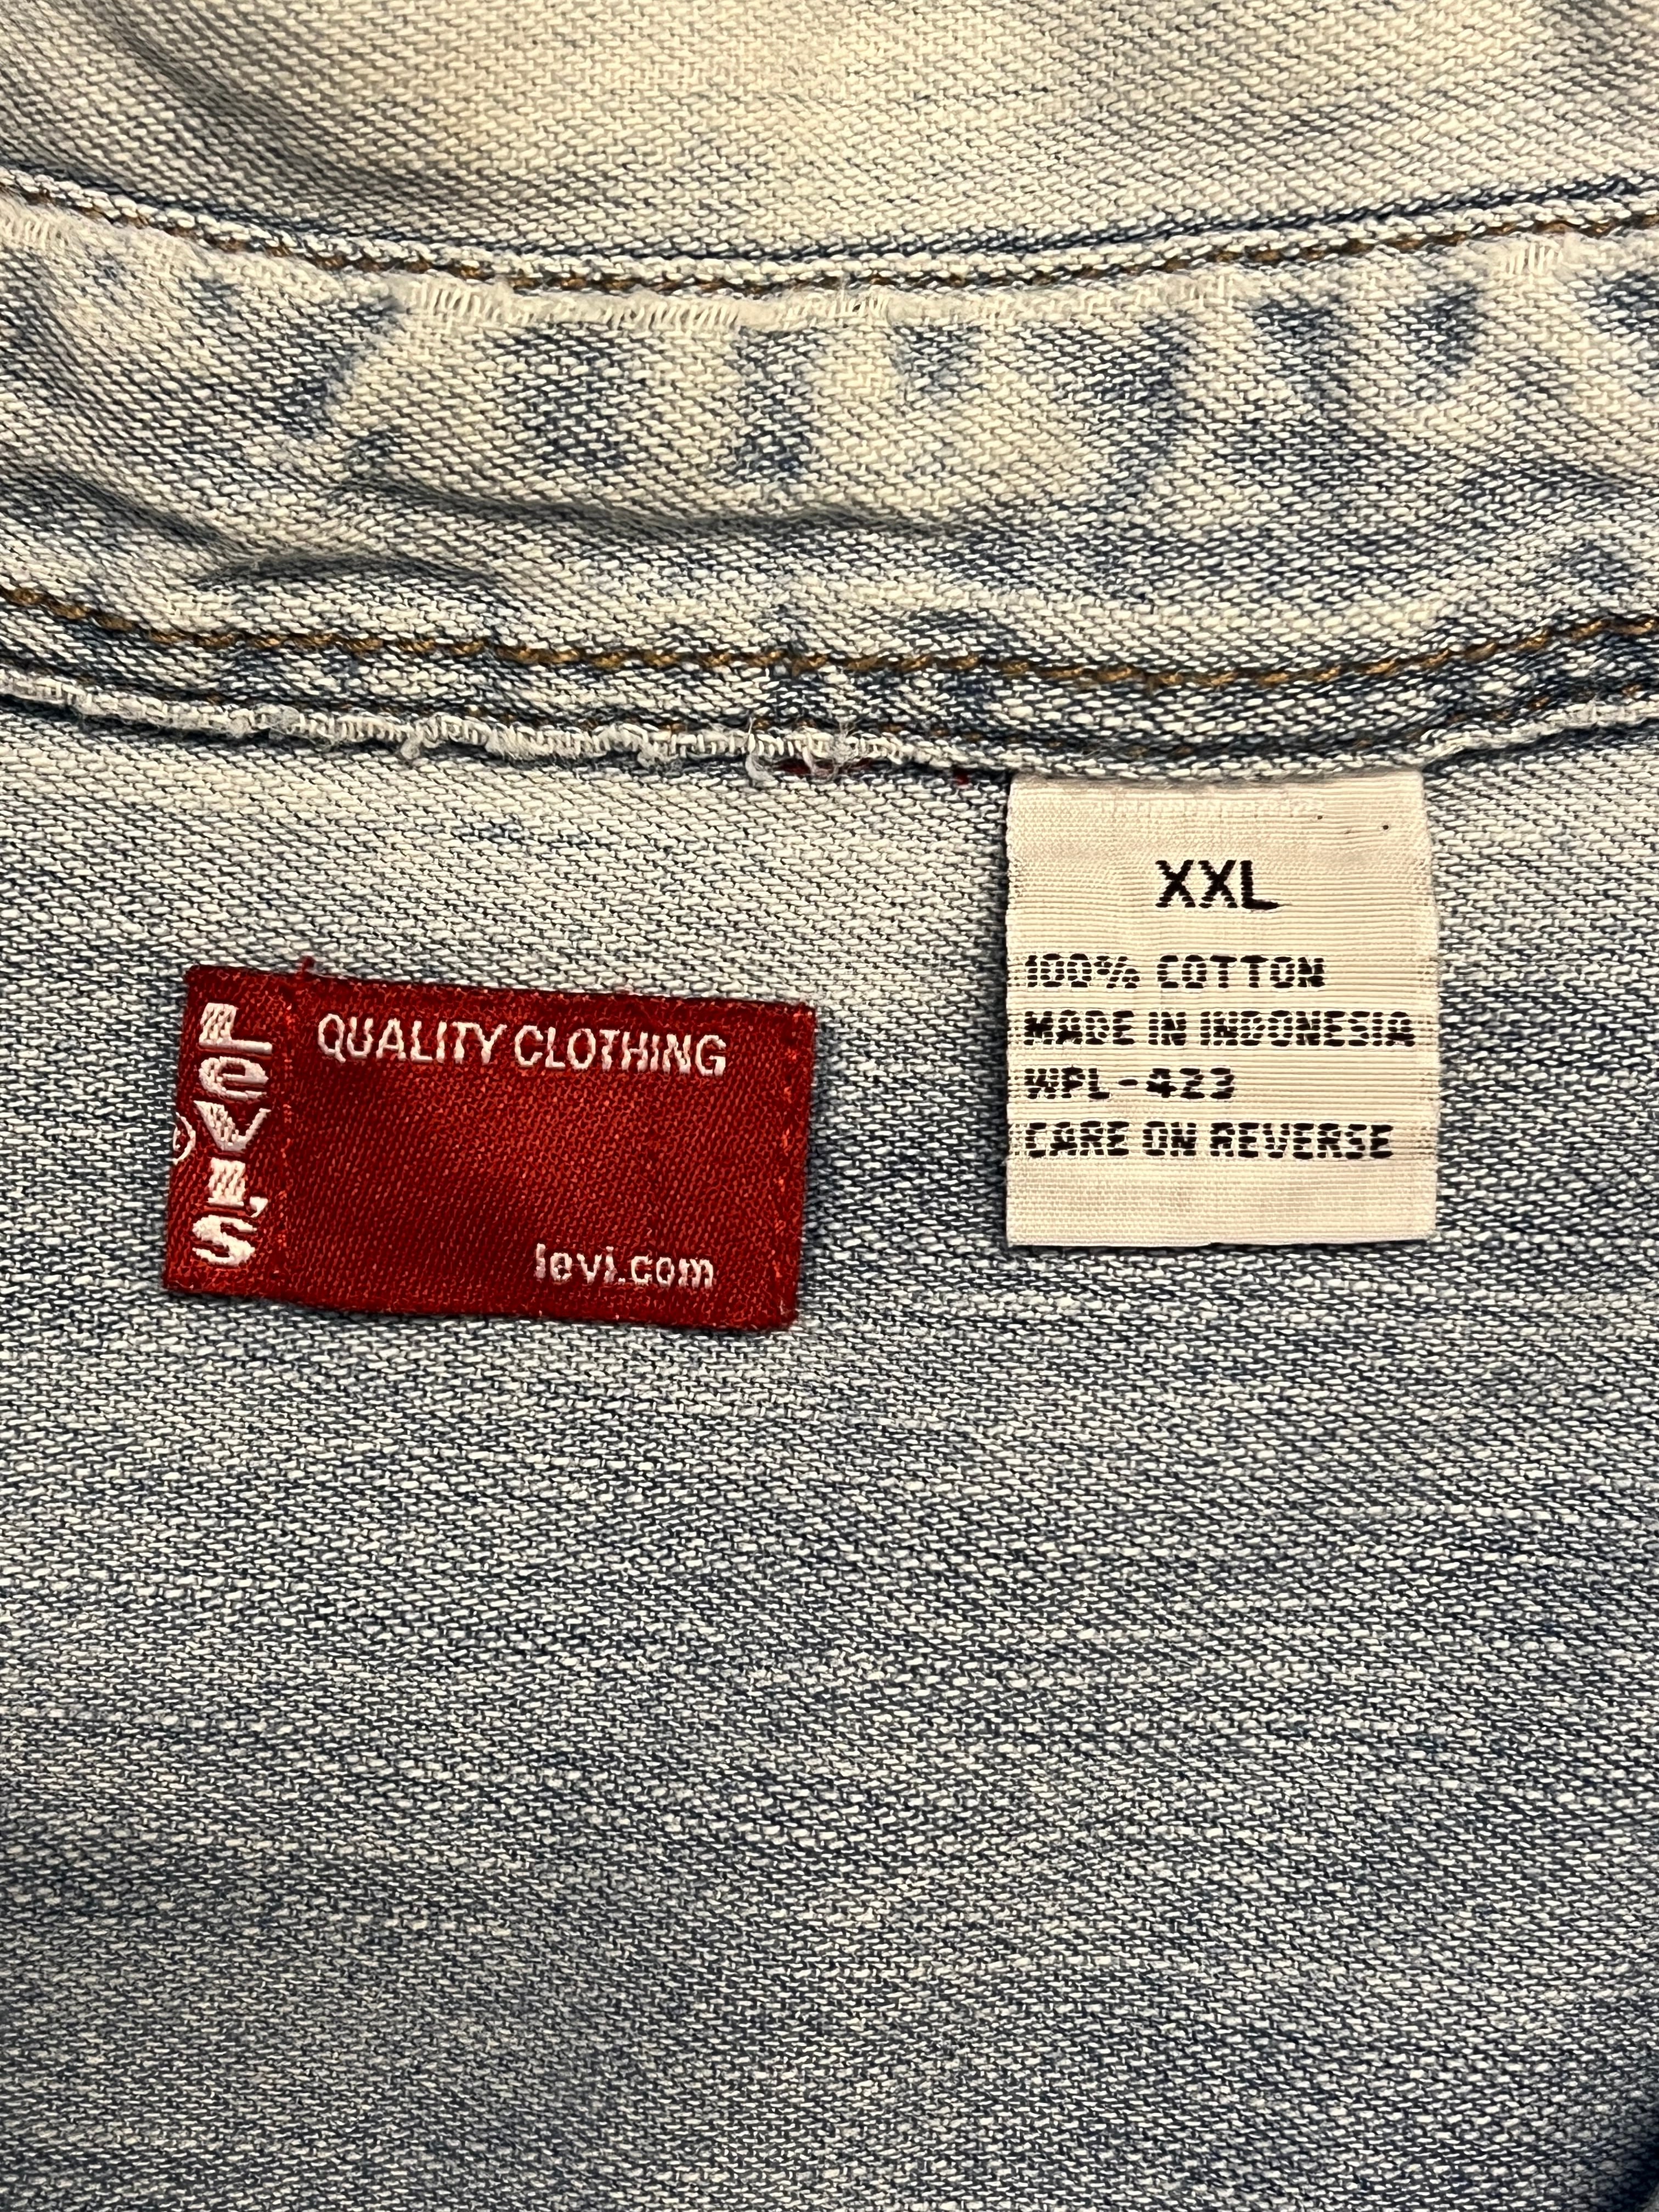 LEVI'S
®
QUALITY CLOTHING
levi.com
XXL
100% COTTON
MADE IN INDONESIA
WPL-423
CARE ON REVERSE